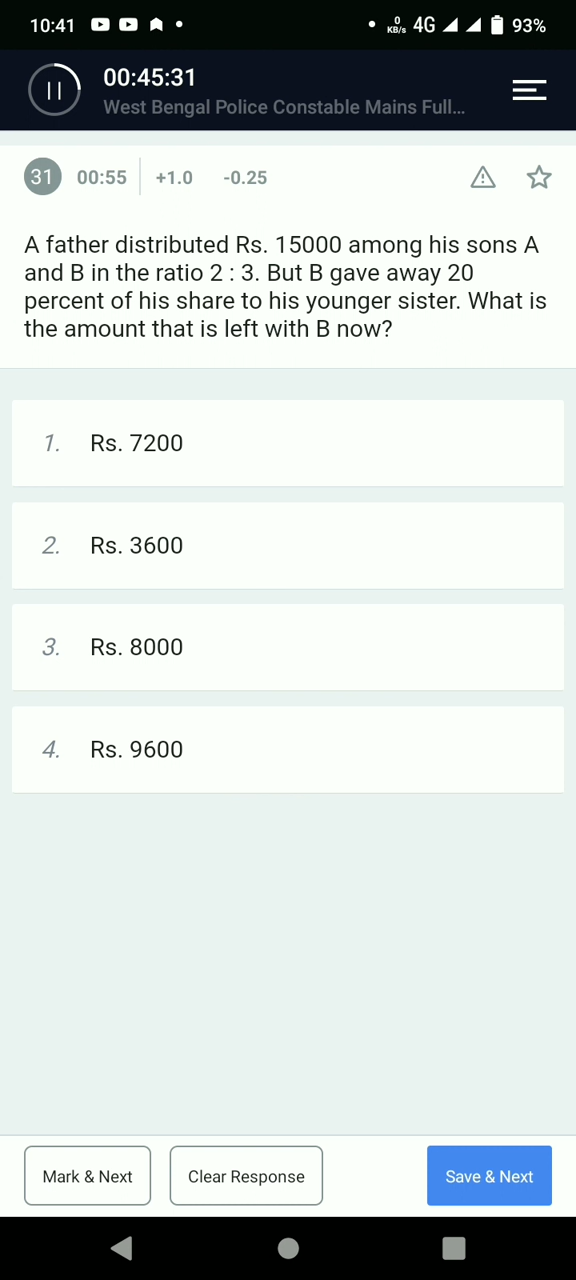 10:41
0 KB/s 4G 93%
00:45:31
West Bengal Police Constable Mains Full...
31 00:55 +1.0 -0.25
A father distributed Rs. 15000 among his sons A
and B in the ratio 2 : 3. But B gave away 20
percent of his share to his younger sister. What is
the amount that is left with B now?
1. Rs. 7200
2. Rs. 3600
3. Rs. 8000
4. Rs. 9600
Mark & Next Clear Response Save & Next